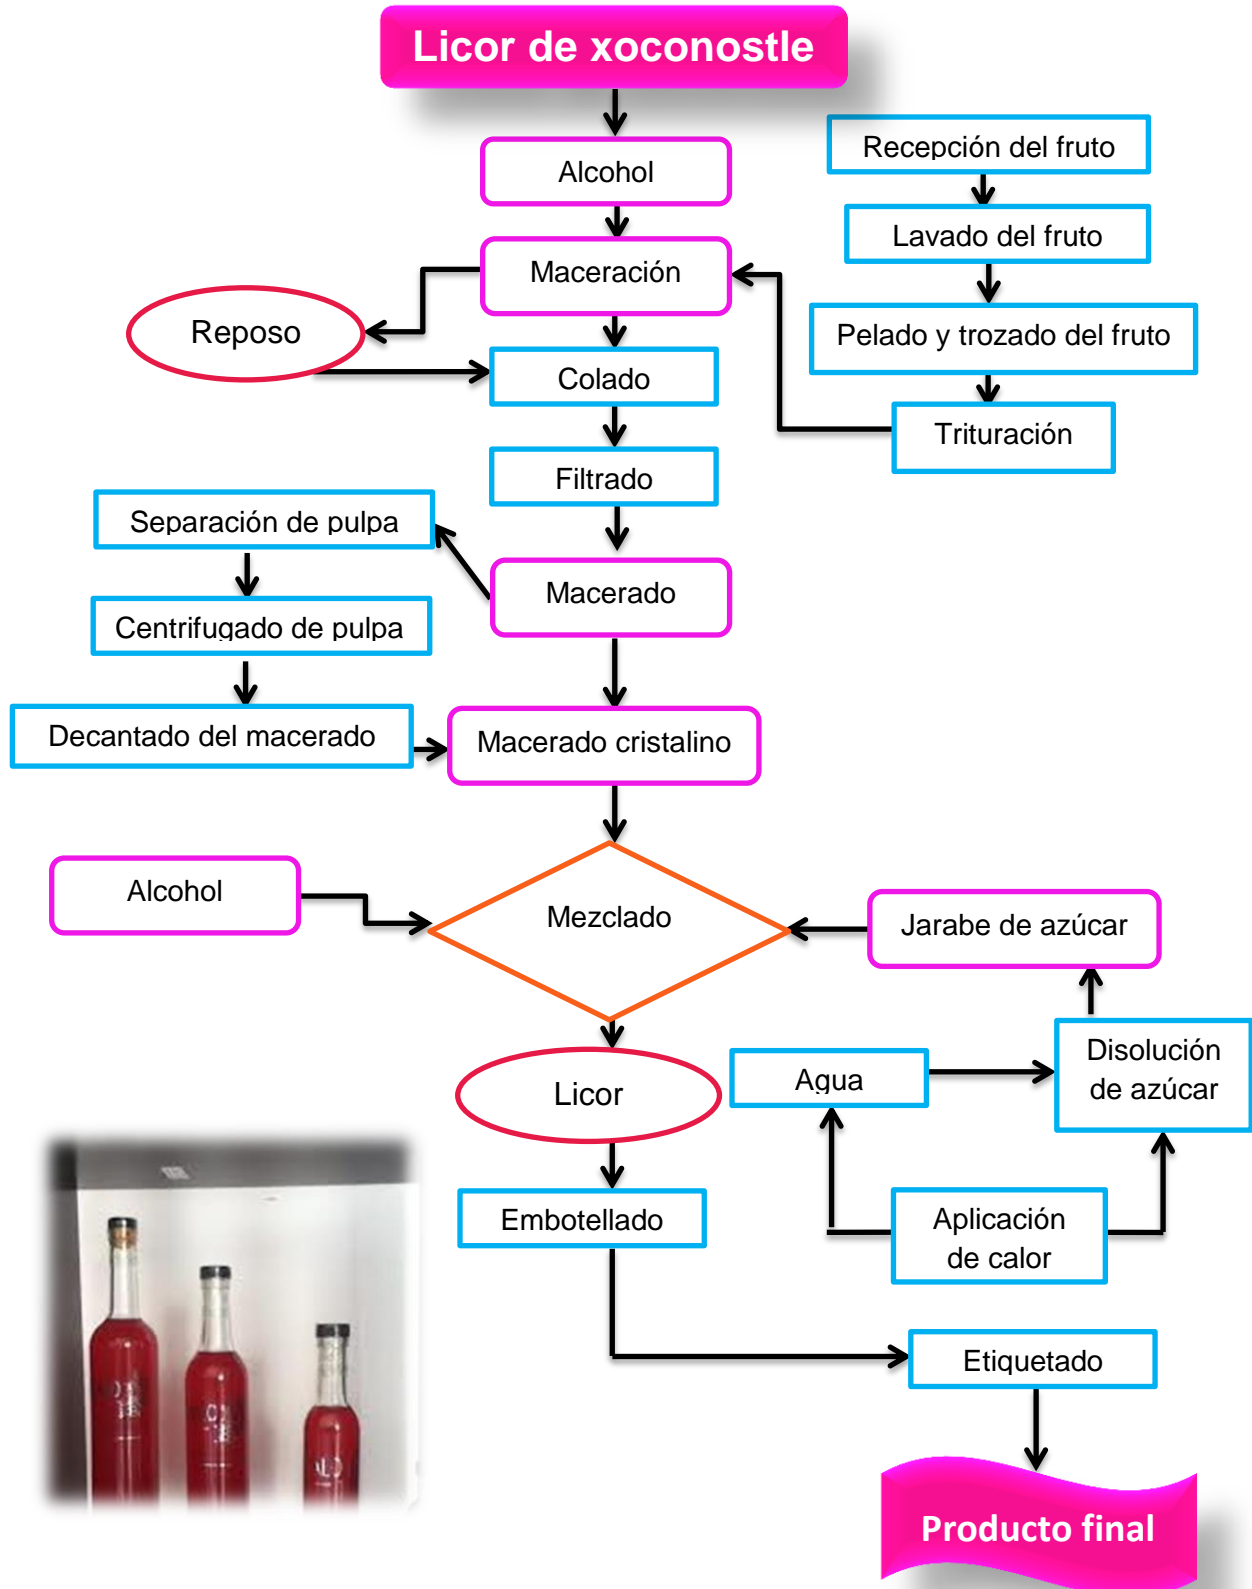 Licor de xoconostle
Alcohol
Recepción del fruto
Lavado del fruto
Maceración
Reposo
Pelado y trozado del fruto
Colado
Trituración
Filtrado
Separación de pulpa
Macerado
Centrifugado de pulpa
Decantado del macerado
Macerado cristalino
Alcohol
Mezclado
Jarabe de azúcar
Disolución
de azúcar
Agua
Licor
Embotellado
Aplicación
de calor
Etiquetado
Producto final